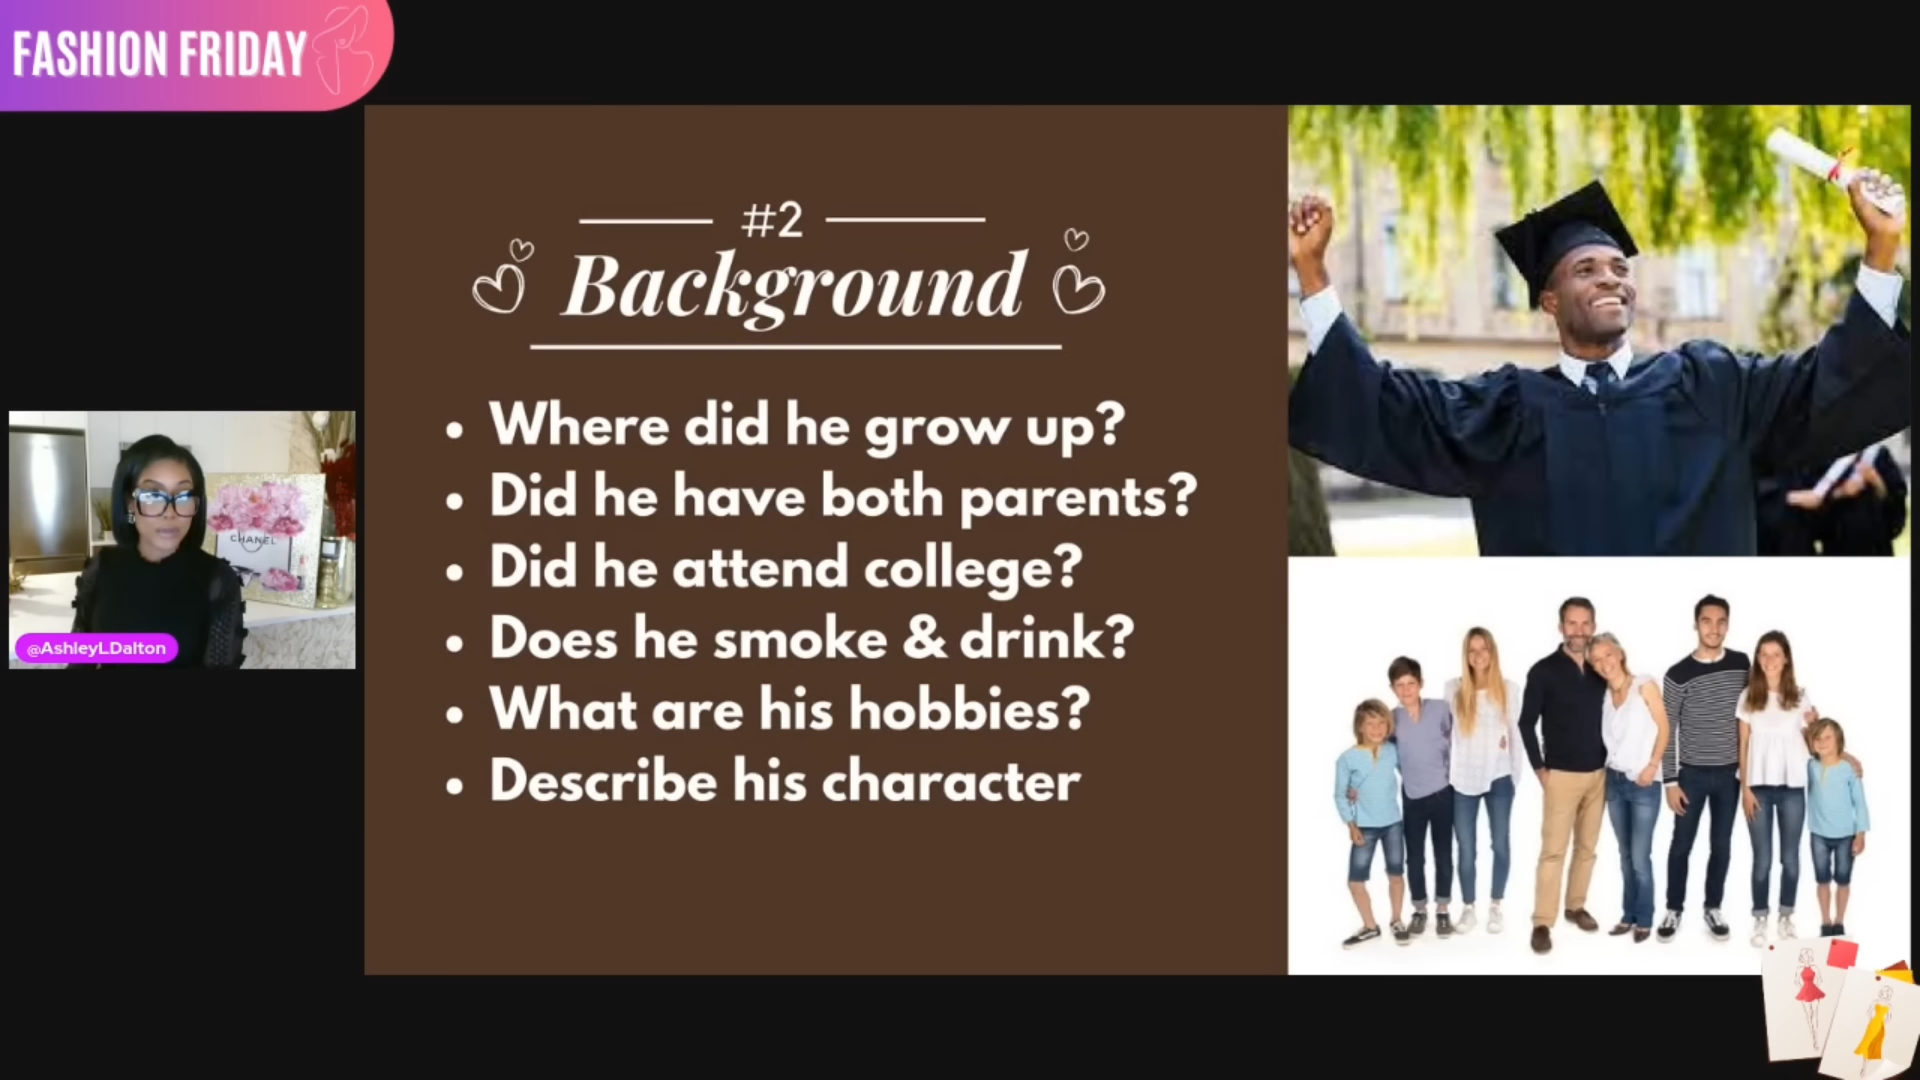 FASHION FRIDAY
#2
Background
• Where did he grow up?
• Did he have both parents?
• Did he attend college?
• Does he smoke & drink?
• What are his hobbies?
• Describe his character
CHANEL
@AshleyLDalton